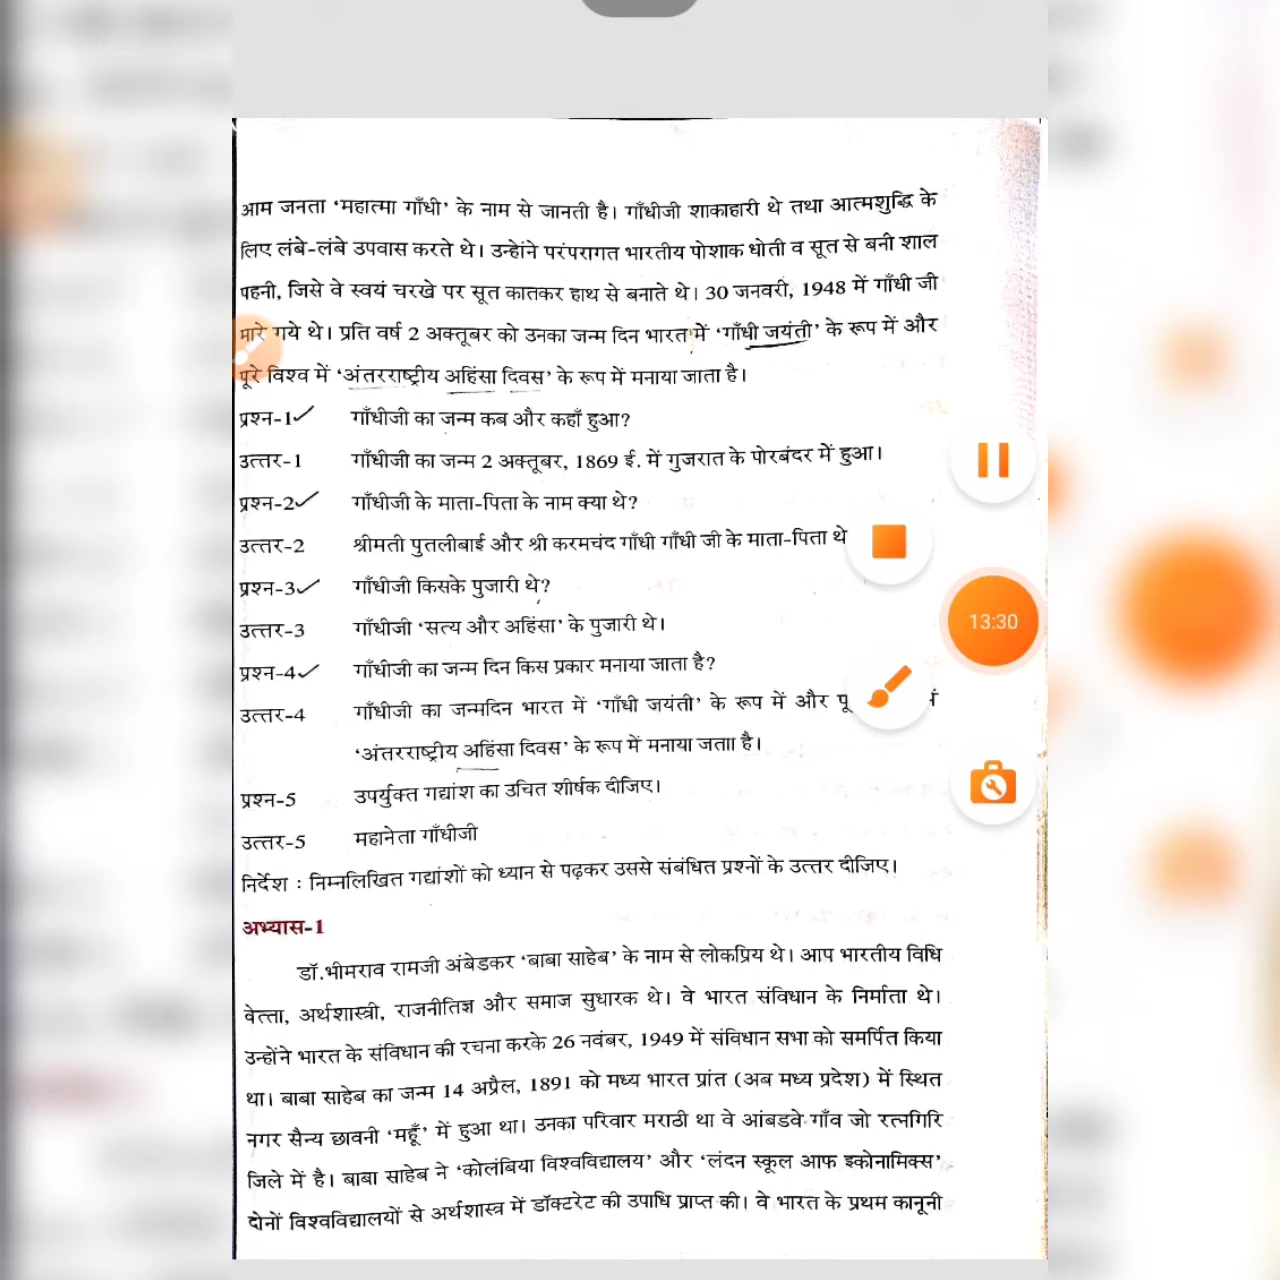 आम जनता ‘महात्मा गाँधी’ के नाम से जानती है। गाँधीजी शाकाहारी थे तथा आत्मशुद्धि के
लिए लंबे-लंबे उपवास करते थे। उन्होंने परंपरागत भारतीय पोशाक धोती व सूत से बनी शाल
पहनी, जिसे वे स्वयं चरखे पर सूत कातकर हाथ से बनाते थे। 30 जनवरी, 1948 में गाँधी जी
मारे गये थे। प्रति वर्ष 2 अक्तूबर को उनका जन्म दिन भारत में ‘गाँधी जयंती’ के रूप में और
पूरे विश्व में ‘अंतरराष्ट्रीय अहिंसा दिवस’ के रूप में मनाया जाता है।
प्रश्न-1 गाँधीजी का जन्म कब और कहाँ हुआ?
उत्तर-1 गाँधीजी का जन्म 2 अक्तूबर, 1869 ई. में गुजरात के पोरबंदर में हुआ।
प्रश्न-2 गाँधीजी के माता-पिता के नाम क्या थे?
उत्तर-2 श्रीमती पुतलीबाई और श्री करमचंद गाँधी गाँधी जी के माता-पिता थे
प्रश्न-3 गाँधीजी किसके पुजारी थे?
उत्तर-3 गाँधीजी ‘सत्य और अहिंसा’ के पुजारी थे।
13:30
प्रश्न-4 गाँधीजी का जन्म दिन किस प्रकार मनाया जाता है?
उत्तर-4 गाँधीजी का जन्मदिन भारत में ‘गाँधी जयंती’ के रूप में और
‘अंतरराष्ट्रीय अहिंसा दिवस’ के रूप में मनाया जताा है।
प्रश्न-5 उपर्युक्त गद्यांश का उचित शीर्षक दीजिए।
उत्तर-5 महानेता गाँधीजी
निर्देश : निम्नलिखित गद्यांशों को ध्यान से पढ़कर उससे संबंधित प्रश्नों के उत्तर दीजिए।
अभ्यास-1
डॉ.भीमराव रामजी अंबेडकर ‘बाबा साहेब’ के नाम से लोकप्रिय थे। आप भारतीय विधि
वेत्ता, अर्थशास्त्री, राजनीतिज्ञ और समाज सुधारक थे। वे भारत संविधान के निर्माता थे।
उन्होंने भारत के संविधान की रचना करके 26 नवंबर, 1949 में संविधान सभा को समर्पित किया
था। बाबा साहेब का जन्म 14 अप्रैल, 1891 को मध्य भारत प्रांत (अब मध्य प्रदेश) में स्थित
नगर सैन्य छावनी ‘महूँ’ में हुआ था। उनका परिवार मराठी था वे आंबडवे गाँव जो रत्नगिरि
जिले में है। बाबा साहेब ने ‘कोलंबिया विश्वविद्यालय’ और ‘लंदन स्कूल आफ इकोनामिक्स’
दोनों विश्वविद्यालयों से अर्थशास्त्र में डॉक्टरेट की उपाधि प्राप्त की। वे भारत के प्रथम कानूनी